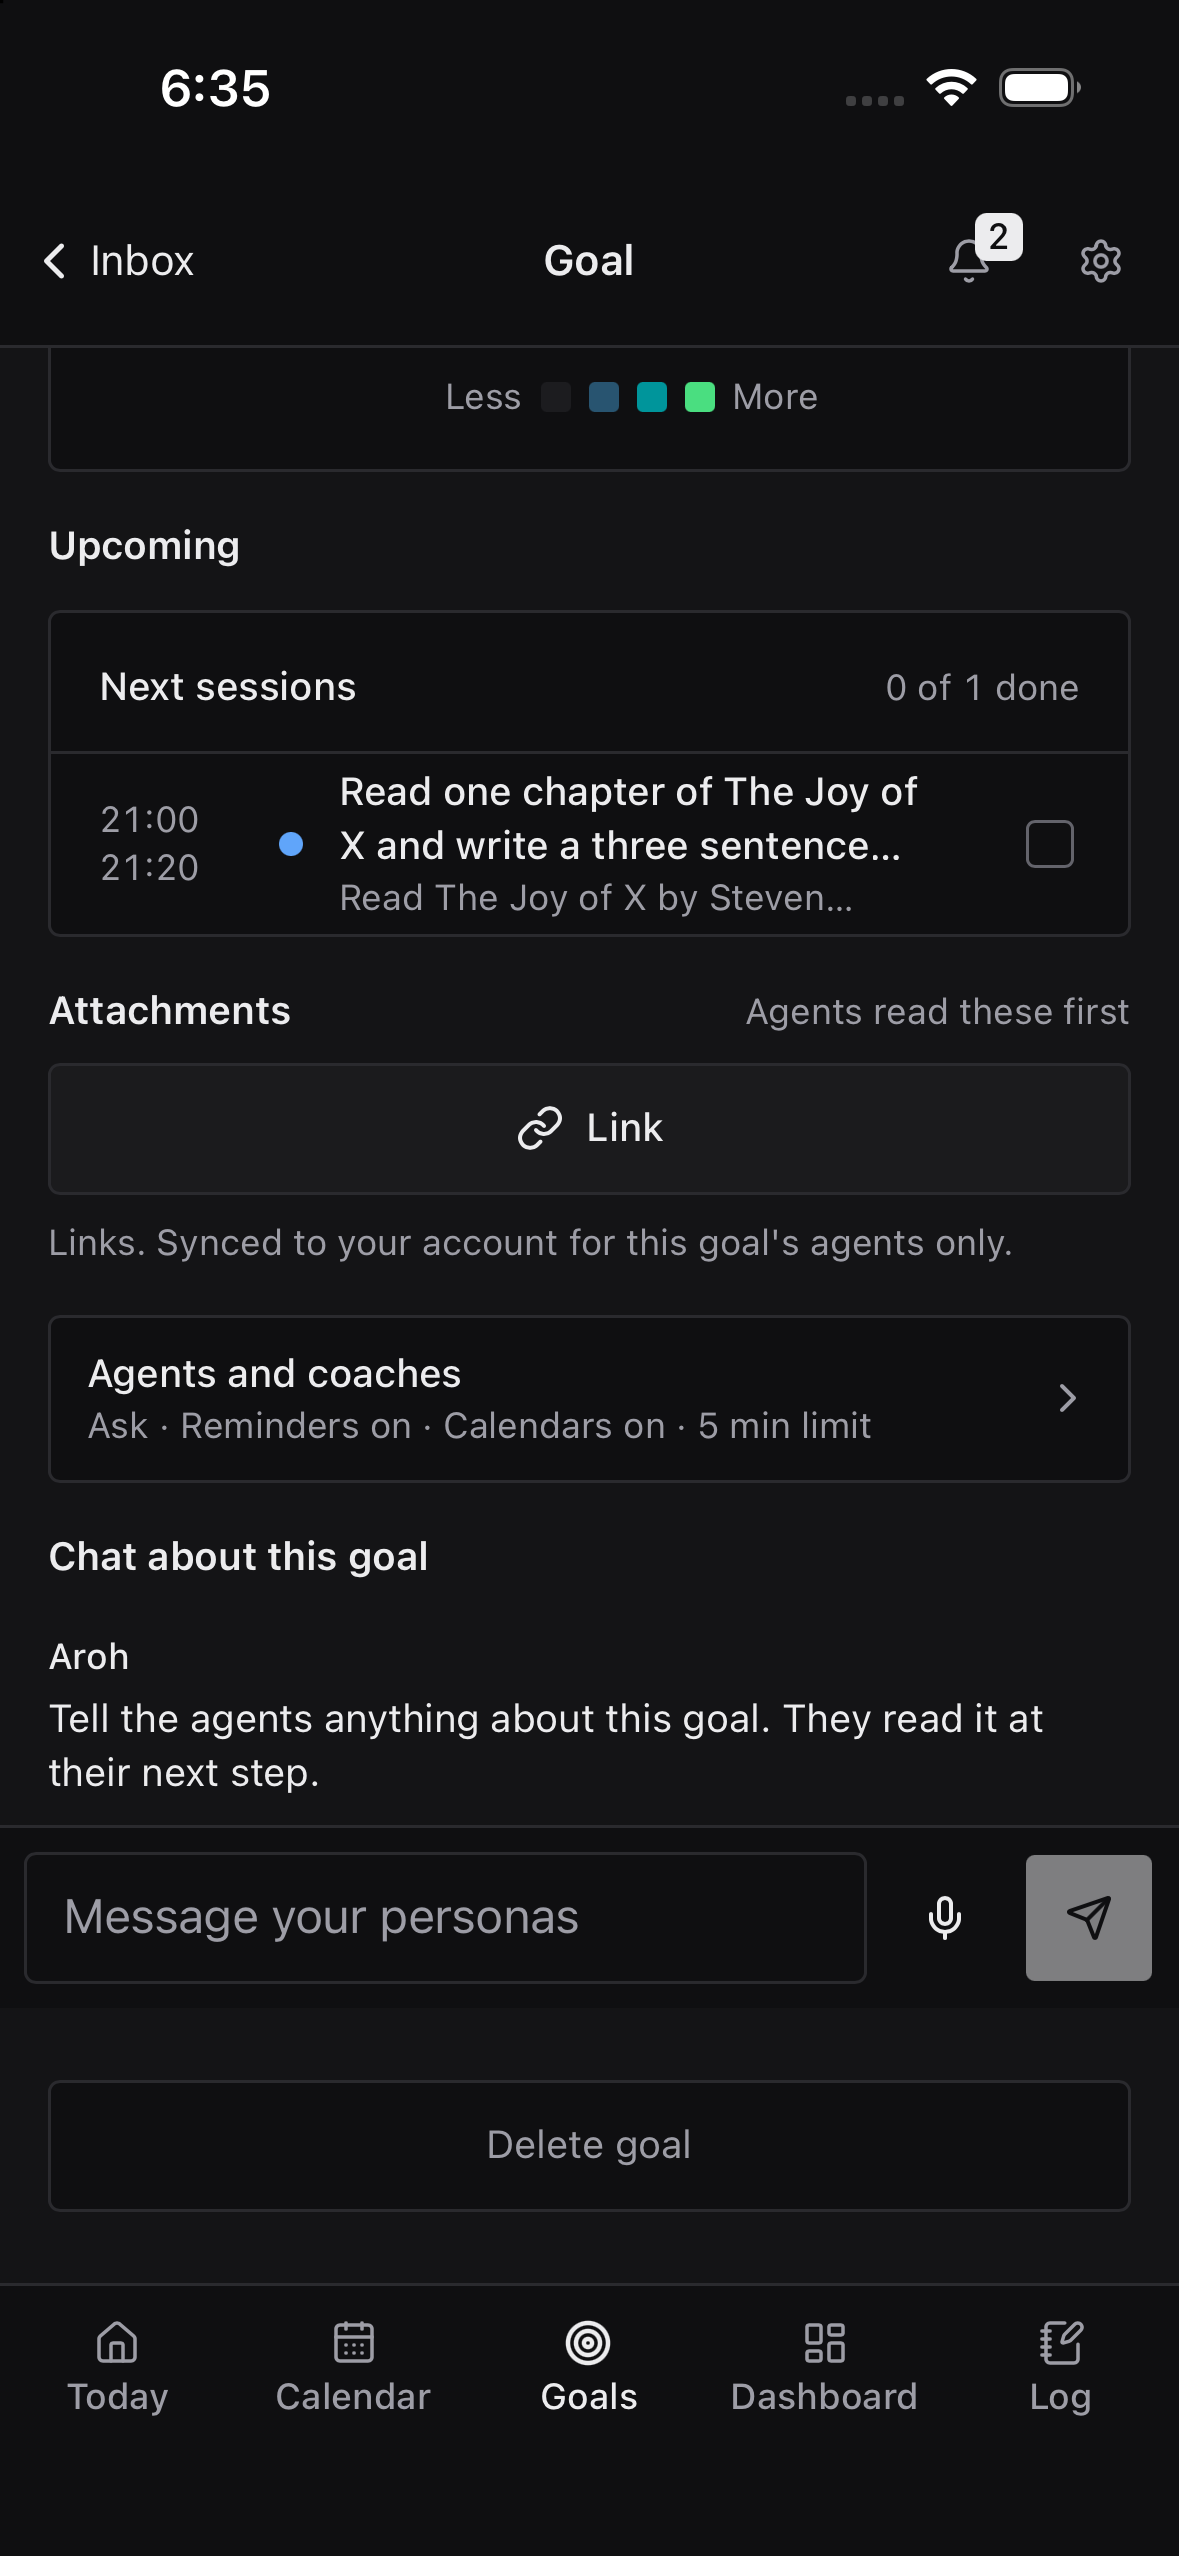 6:35
Inbox
Goal
2
Less
More
Upcoming
Next sessions
0 of 1 done
21:00
21:20
Read one chapter of The Joy of
X and write a three sentence...
Read The Joy of X by Steven...
Attachments
Agents read these first
Link
Links. Synced to your account for this goal's agents only.
Agents and coaches
Ask · Reminders on · Calendars on · 5 min limit
Chat about this goal
Aroh
Tell the agents anything about this goal. They read it at
their next step.
Message your personas
Delete goal
Today
Calendar
Goals
Dashboard
Log